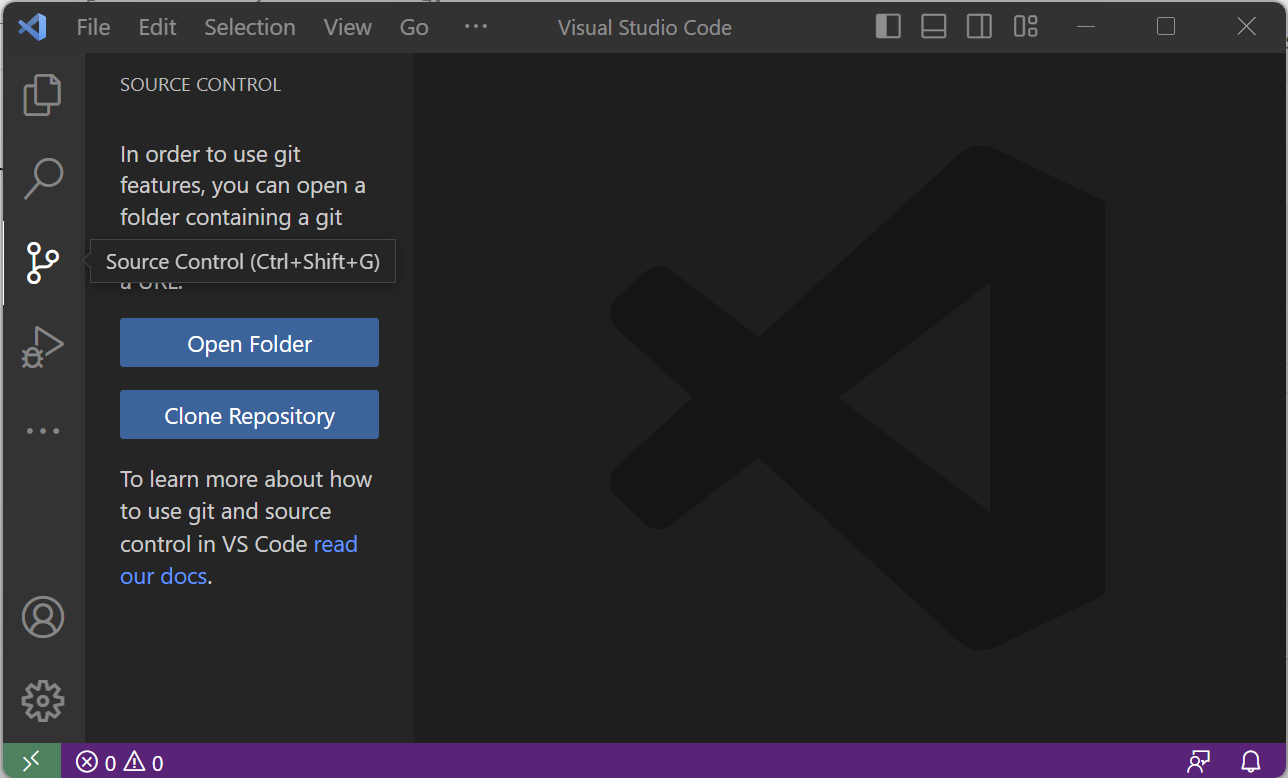 File Edit Selection View Go ··· Visual Studio Code
SOURCE CONTROL
In order to use git
features, you can open a
folder containing a git
Source Control (Ctrl+Shift+G)
a URL.
Open Folder
Clone Repository
To learn more about how
to use git and source
control in VS Code read
our docs.
0 0